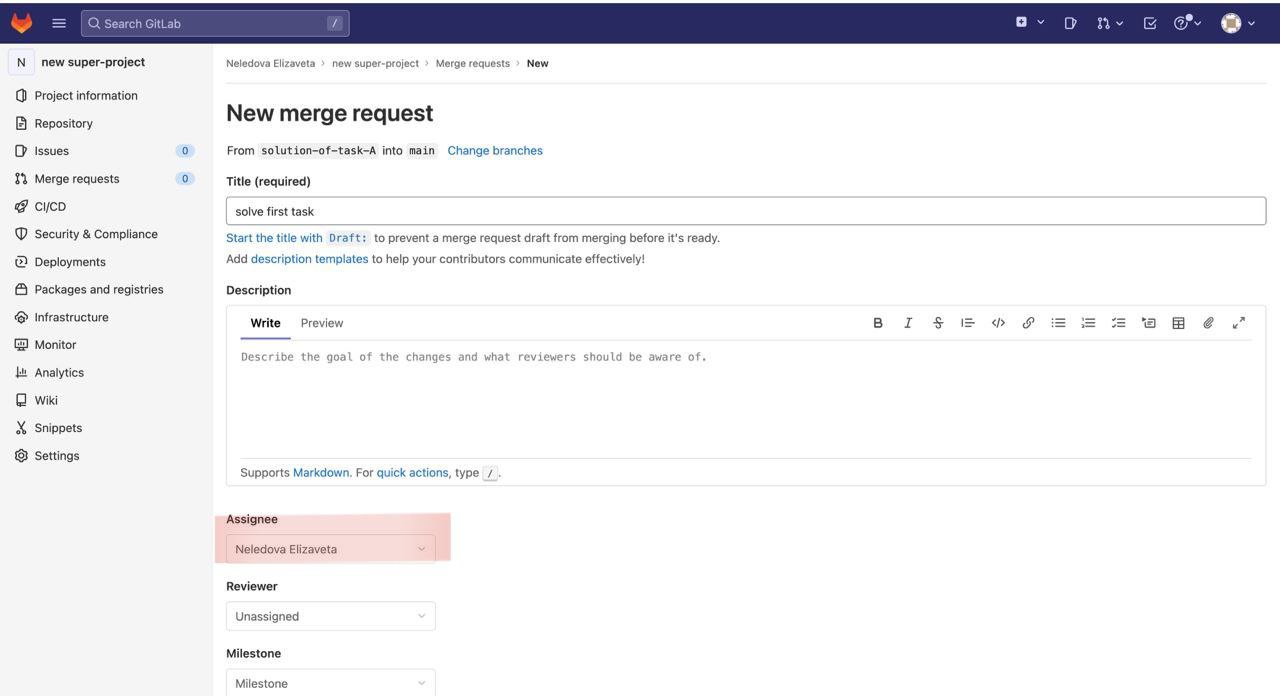 Search GitLab /
N new super-project
Project information
Repository
Issues 0
Merge requests 0
CI/CD
Security & Compliance
Deployments
Packages and registries
Infrastructure
Monitor
Analytics
Wiki
Snippets
Settings
Neledova Elizaveta › new super-project › Merge requests › New
New merge request
From solution-of-task-A into main Change branches
Title (required)
solve first task
Start the title with Draft: to prevent a merge request draft from merging before it's ready.
Add description templates to help your contributors communicate effectively!
Description
Write Preview
Describe the goal of the changes and what reviewers should be aware of.
Supports Markdown. For quick actions, type /.
Assignee
Neledova Elizaveta
Reviewer
Unassigned
Milestone
Milestone